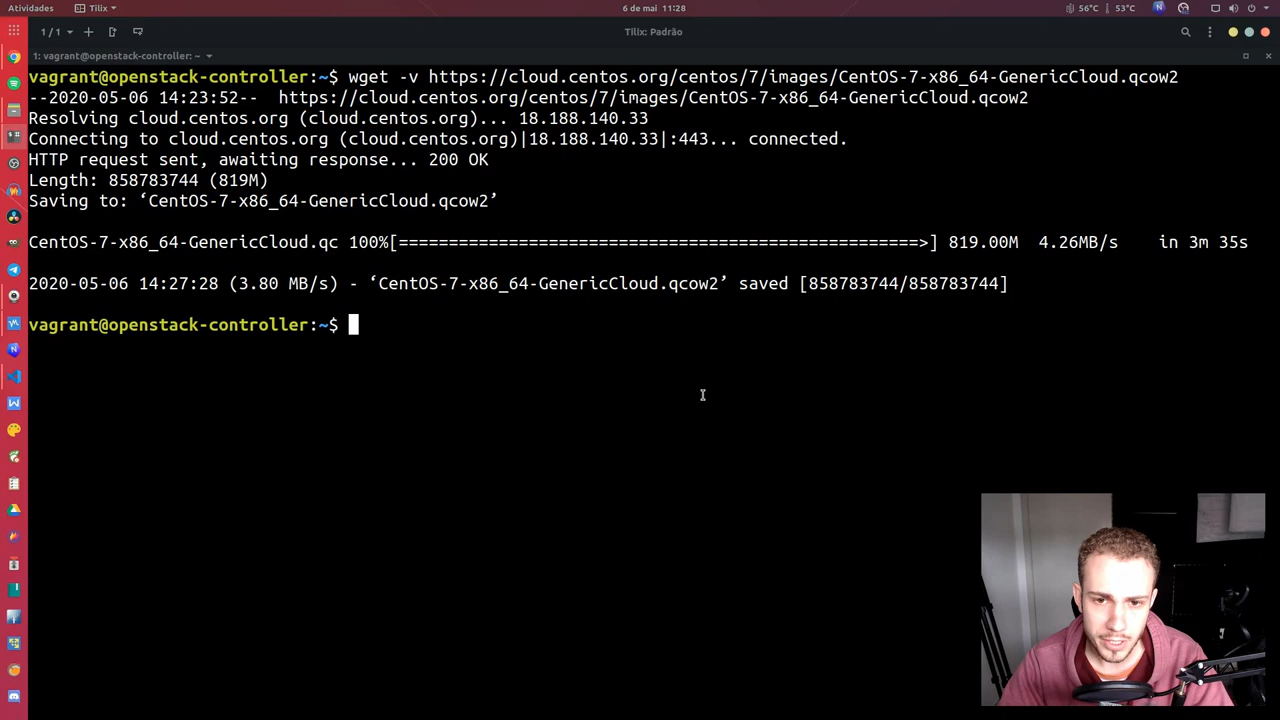 Atividades Tilix 6 de mai 11:28 56°C 53°C
1 / 1 Tilix: Padrão
1: vagrant@openstack-controller: ~
vagrant@openstack-controller:~$ wget -v https://cloud.centos.org/centos/7/images/CentOS-7-x86_64-GenericCloud.qcow2
--2020-05-06 14:23:52-- https://cloud.centos.org/centos/7/images/CentOS-7-x86_64-GenericCloud.qcow2
Resolving cloud.centos.org (cloud.centos.org)... 18.188.140.33
Connecting to cloud.centos.org (cloud.centos.org)|18.188.140.33|:443... connected.
HTTP request sent, awaiting response... 200 OK
Length: 858783744 (819M)
Saving to: ‘CentOS-7-x86_64-GenericCloud.qcow2’
CentOS-7-x86_64-GenericCloud.qc 100%[====================================================>] 819.00M 4.26MB/s in 3m 35s
2020-05-06 14:27:28 (3.80 MB/s) - ‘CentOS-7-x86_64-GenericCloud.qcow2’ saved [858783744/858783744]
vagrant@openstack-controller:~$